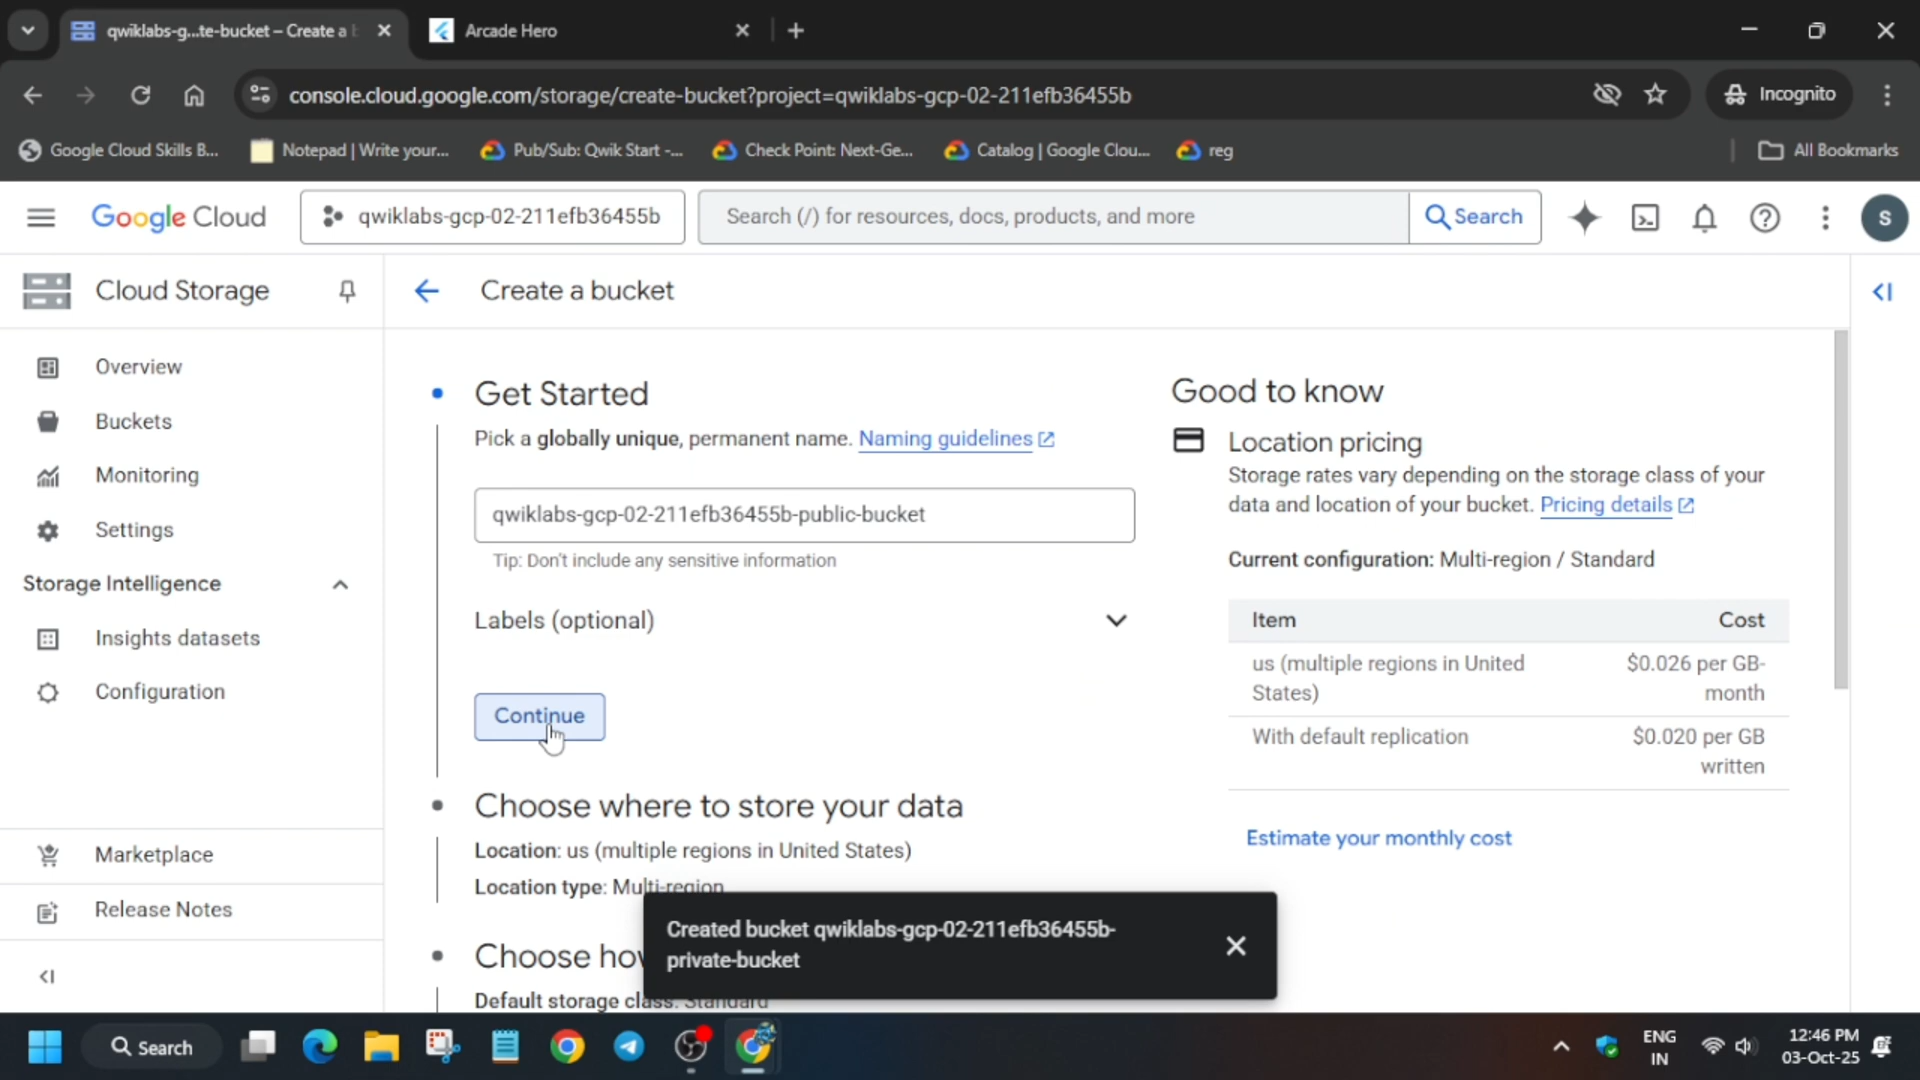 qwiklabs-g...te-bucket – Create a b
Arcade Hero
console.cloud.google.com/storage/create-bucket?project=qwiklabs-gcp-02-211efb36455b
Incognito
Google Cloud Skills B...
Notepad | Write your...
Pub/Sub: Qwik Start -...
Check Point: Next-Ge...
Catalog | Google Clou...
reg
All Bookmarks
Google Cloud
qwiklabs-gcp-02-211efb36455b
Search (/) for resources, docs, products, and more
Search
S
Cloud Storage
Create a bucket
Overview
Buckets
Monitoring
Settings
Storage Intelligence
Insights datasets
Configuration
Marketplace
Release Notes
Get Started
Pick a globally unique, permanent name. Naming guidelines
qwiklabs-gcp-02-211efb36455b-public-bucket
Tip: Don't include any sensitive information
Labels (optional)
Continue
Choose where to store your data
Location: us (multiple regions in United States)
Location type: Multi-region
Choose how
Default storage class: Standard
Good to know
Location pricing
Storage rates vary depending on the storage class of your
data and location of your bucket. Pricing details
Current configuration: Multi-region / Standard
Item Cost
us (multiple regions in United $0.026 per GB-
States) month
With default replication $0.020 per GB
written
Estimate your monthly cost
Created bucket qwiklabs-gcp-02-211efb36455b-
private-bucket
Search
ENG
IN
12:46 PM
03-Oct-25